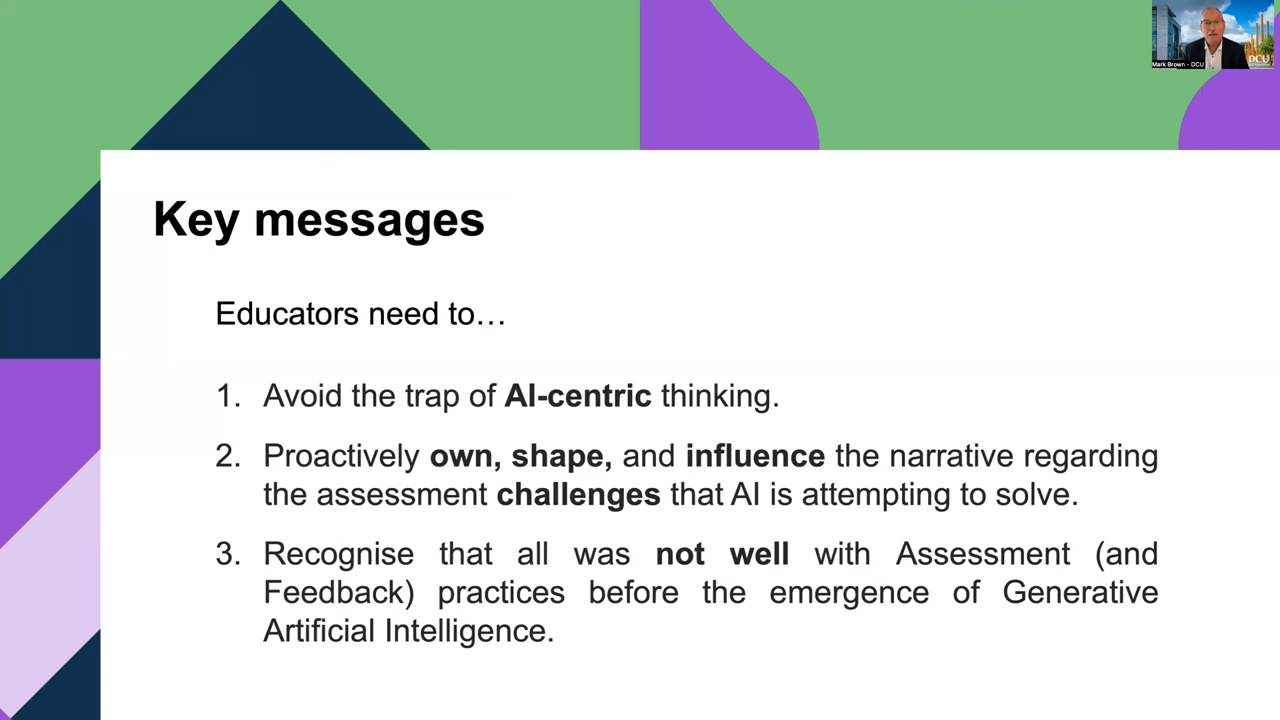 Mark Brown - DCU
DCU
Key messages
Educators need to…
1. Avoid the trap of AI-centric thinking.
2. Proactively own, shape, and influence the narrative regarding
the assessment challenges that AI is attempting to solve.
3. Recognise that all was not well with Assessment (and
Feedback) practices before the emergence of Generative
Artificial Intelligence.